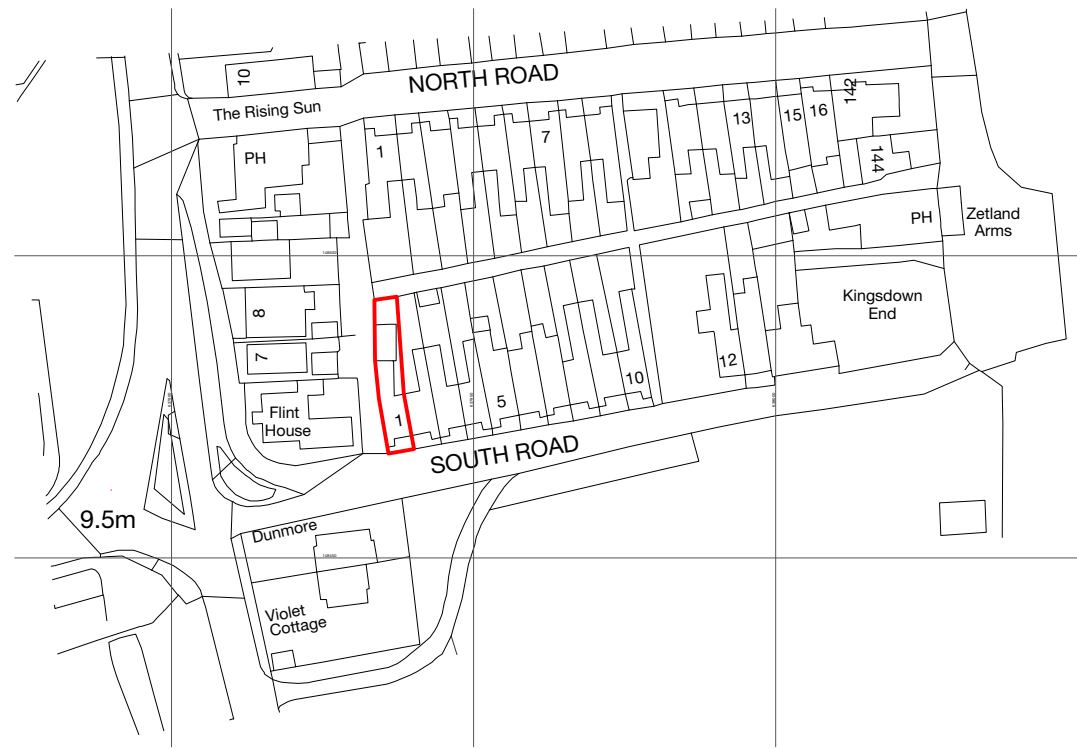 NORTH ROAD
10
The Rising Sun
PH
1
7
13
15
16
142
144
PH
Zetland
Arms
8
7
Kingsdown
End
12
10
5
1
Flint
House
SOUTH ROAD
9.5m
Dunmore
Violet
Cottage